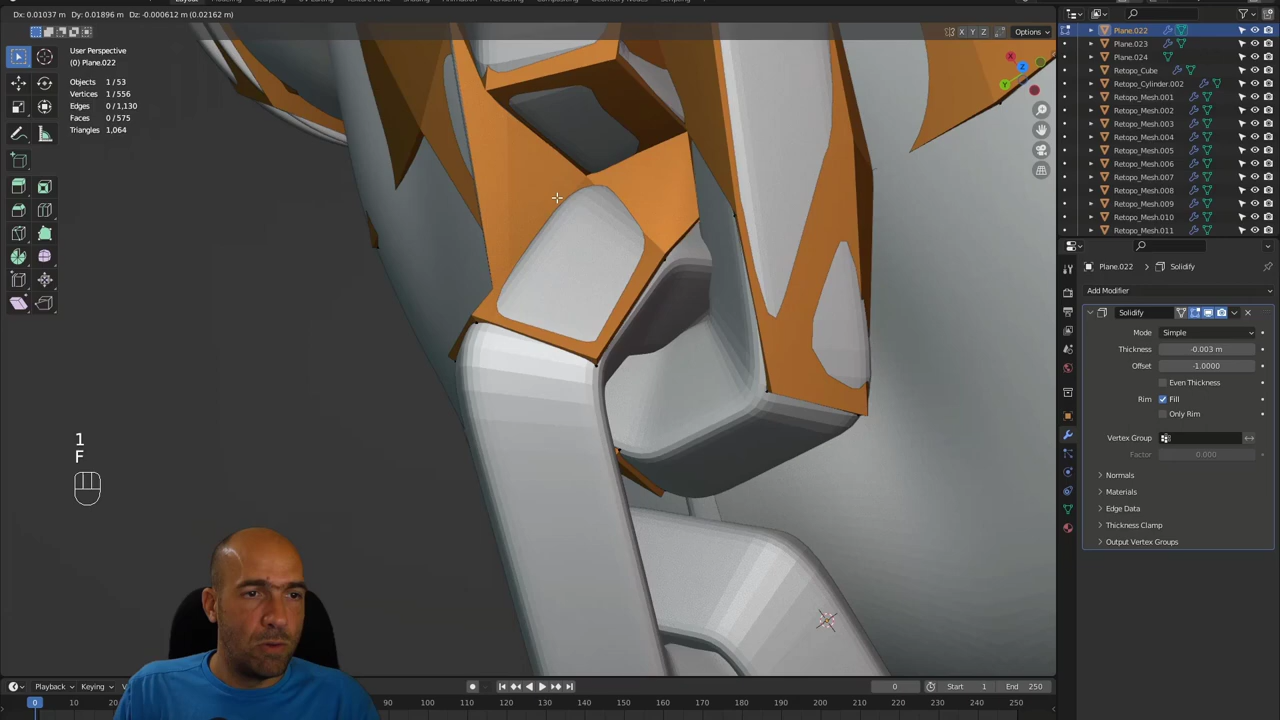 Dx: 0.01037 m   Dy: 0.01896 m   Dz: -0.000612 m (0.02162 m)
Options
X Y Z
User Perspective
(0) Plane.022
Objects 1/53
Vertices 1/556
Edges 0/1,130
Faces 0/575
Triangles 1,064
X
Z
Y
1
F
Plane.022
Plane.023
Plane.024
Retopo_Cube
Retopo_Cylinder.002
Retopo_Mesh.001
Retopo_Mesh.002
Retopo_Mesh.003
Retopo_Mesh.004
Retopo_Mesh.005
Retopo_Mesh.006
Retopo_Mesh.007
Retopo_Mesh.008
Retopo_Mesh.009
Retopo_Mesh.010
Retopo_Mesh.011
Plane.022 > Solidify
Add Modifier
Solidify
Mode Simple
Thickness -0.003 m
Offset -1.0000
Even Thickness
Rim Fill
Only Rim
Vertex Group
Factor 0.000
Normals
Materials
Edge Data
Thickness Clamp
Output Vertex Groups
Playback Keying 0 Start 1 End 250
0 100 110 120 130 140 150 160 170 180 190 200 210 220 230 240 250